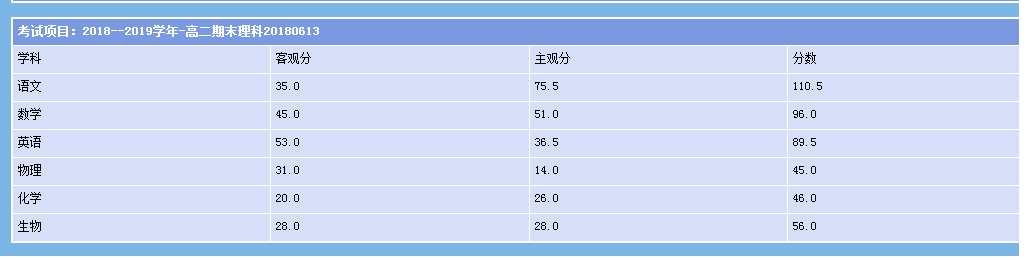 考试项目：2018--2019学年-高二期末理科20180613
学科 客观分 主观分 分数
语文 35.0 75.5 110.5
数学 45.0 51.0 96.0
英语 53.0 36.5 89.5
物理 31.0 14.0 45.0
化学 20.0 26.0 46.0
生物 28.0 28.0 56.0